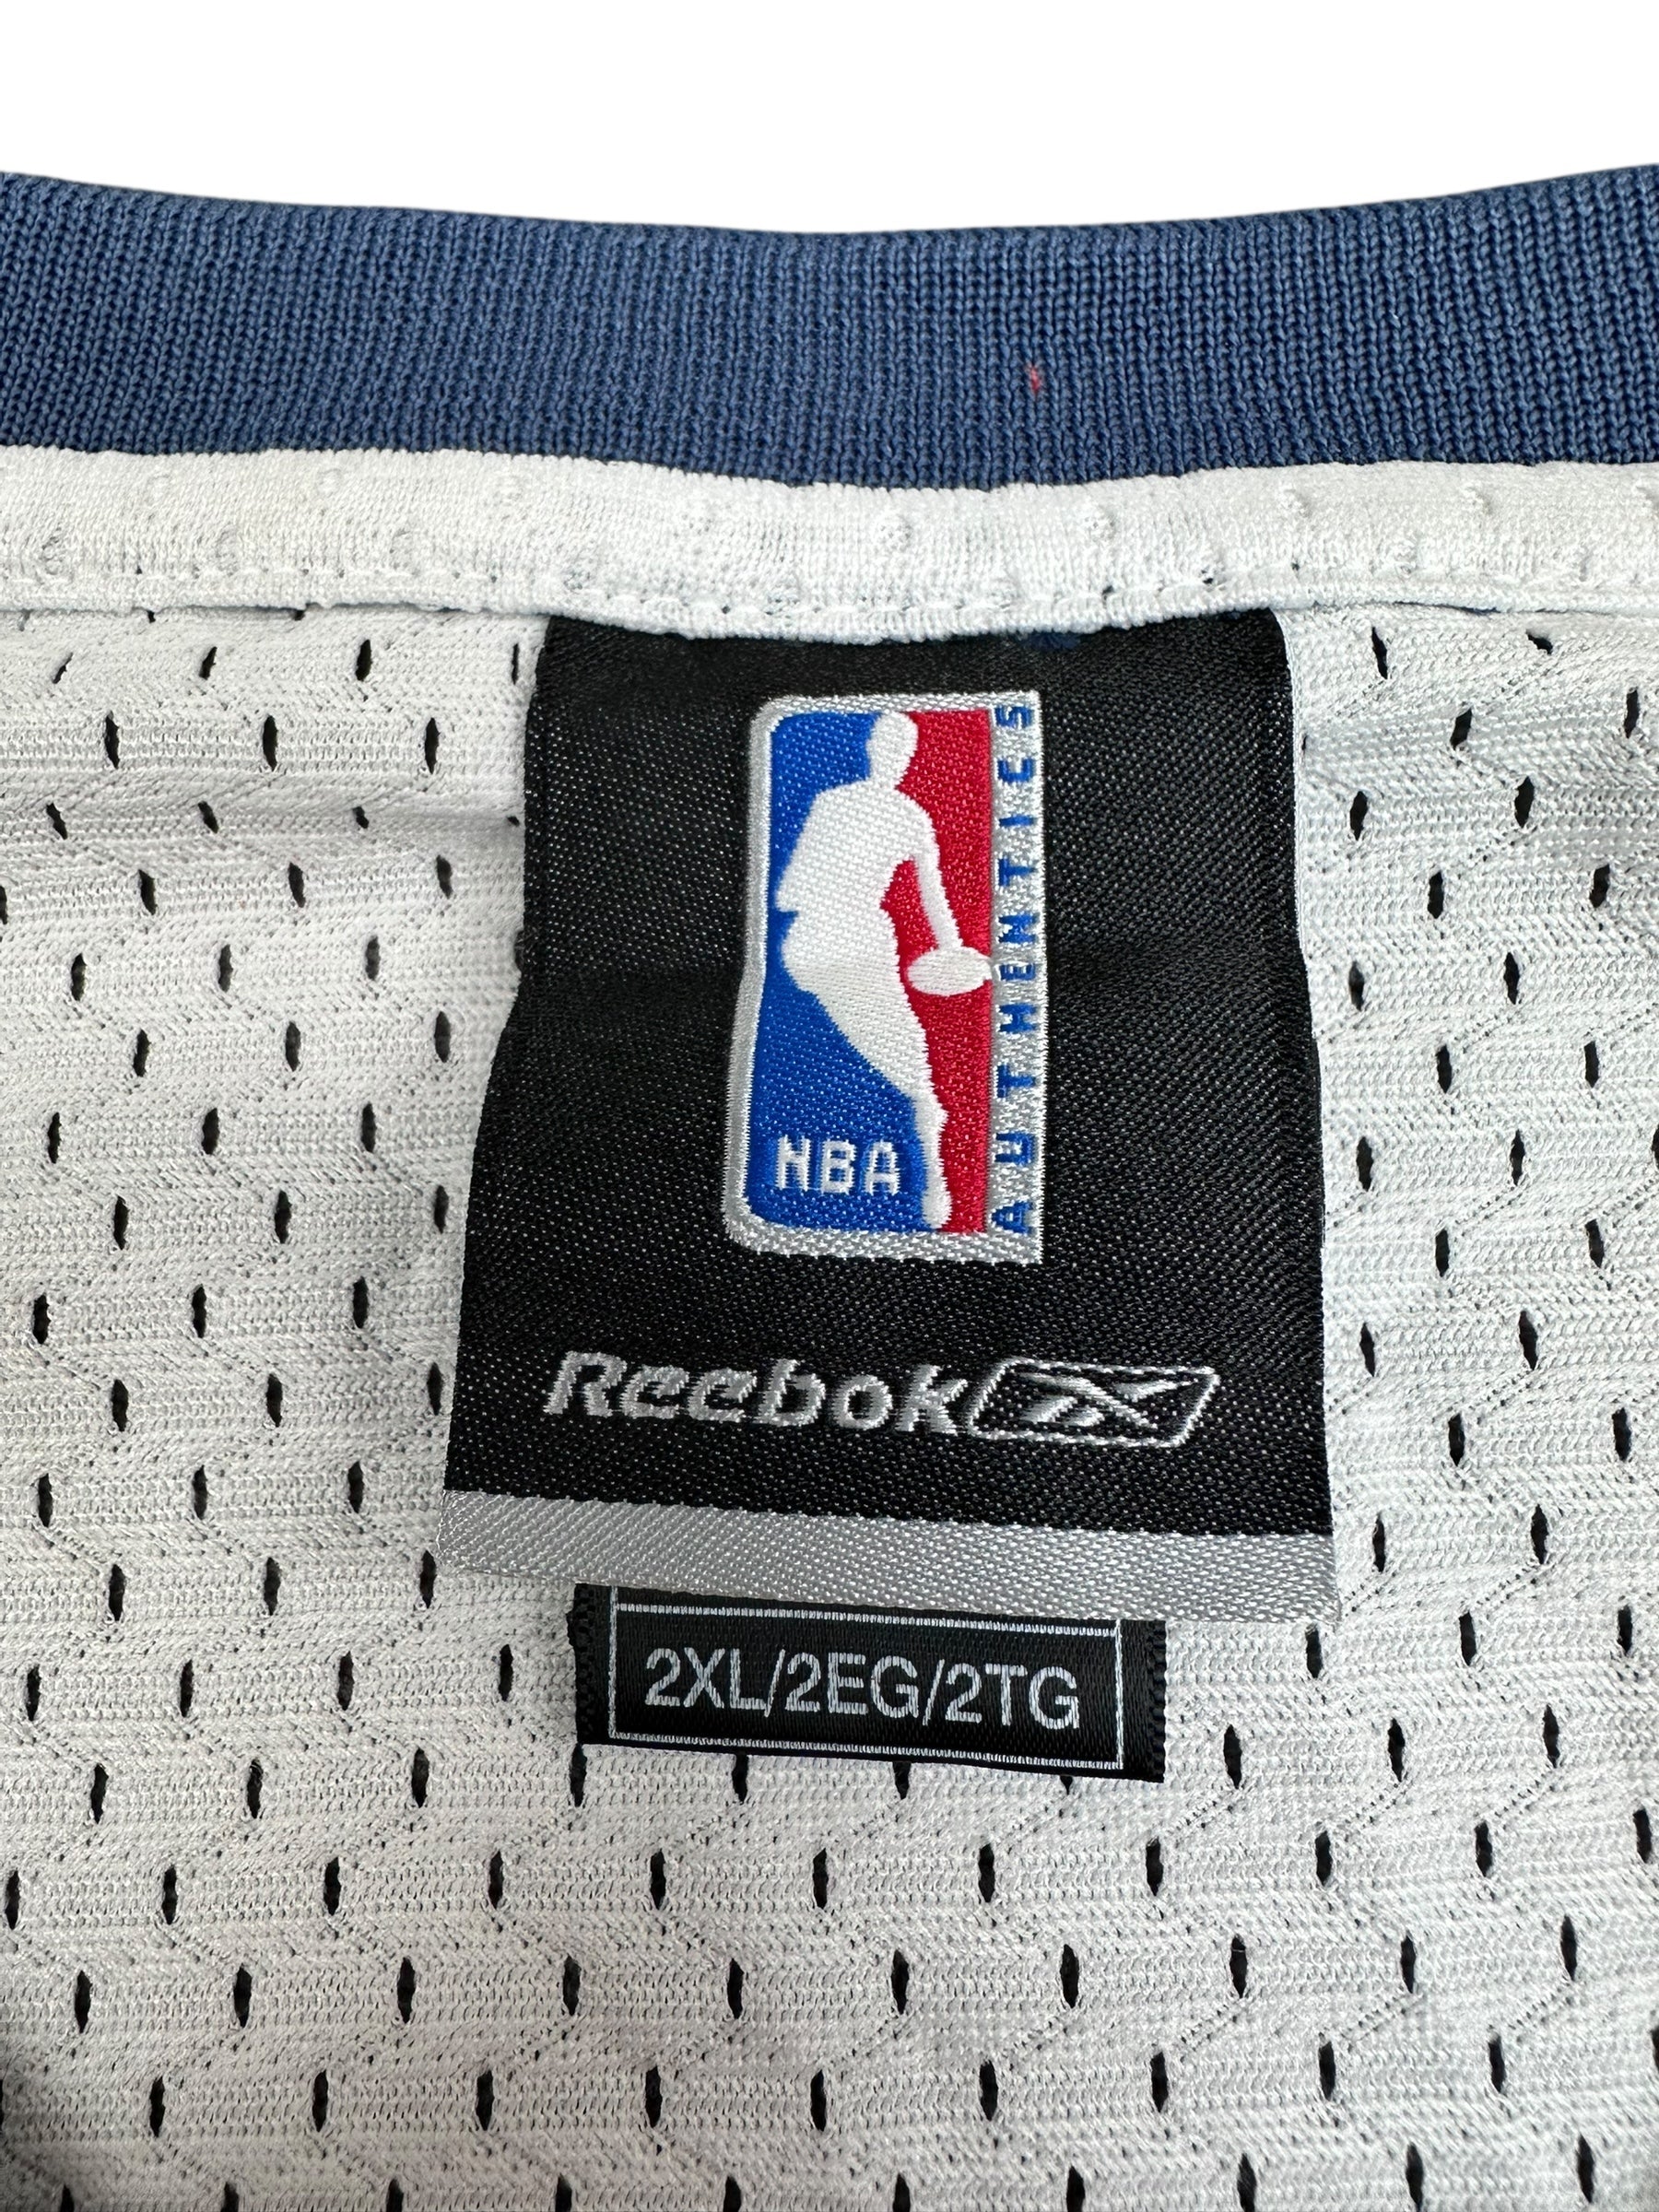 NBA
AUTHENTICS
Reebok
2XL/2EG/2TG